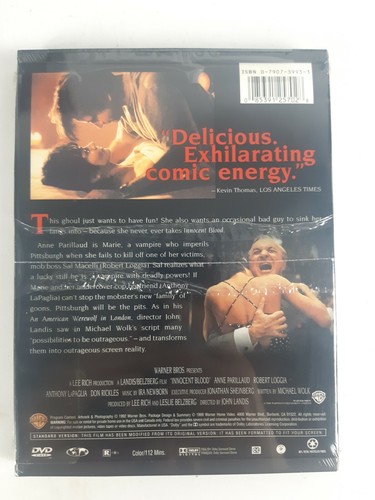 ISBN 0-7907-3093-3
"Delicious.
Exhilarating
comic energy."
– Kevin Thomas, LOS ANGELES TIMES
This ghoul just wants to have fun! She also wants an occasional bad guy to sink her
fangs into – because she never ever takes Innocent Blood.
Anne Parillaud is Marie, a vampire who imperils
Pittsburgh when she fails to kill off one of her victims,
mob boss Sal Macelli (Robert Loggia). Sal realizes what
a lucky stiff he is: a vampire with deadly powers! If
Marie and her undercover cop boyfriend (Anthony
LaPaglia) can't stop the mobster's new "family" of
goons, Pittsburgh will be the pits. As in his
An American Werewolf in London, director John
Landis saw in Michael Wolk's script many
"possibilities to be outrageous" – and transforms
them into outrageous screen reality.
WARNER BROS. PRESENTS
A LEE RICH PRODUCTION A LANDIS/BELZBERG FILM "INNOCENT BLOOD" ANNE PARILLAUD ROBERT LOGGIA
ANTHONY LaPAGLIA DON RICKLES MUSIC BY IRA NEWBORN EXECUTIVE PRODUCER JONATHAN SHEINBERG WRITTEN BY MICHAEL WOLK
PRODUCED BY LEE RICH AND LESLIE BELZBERG DIRECTED BY JOHN LANDIS
STANDARD VERSION. THIS FILM HAS BEEN MODIFIED FROM ITS ORIGINAL VERSION. IT HAS BEEN FORMATTED TO FIT YOUR SCREEN.
DVD R Color/112 Mins.